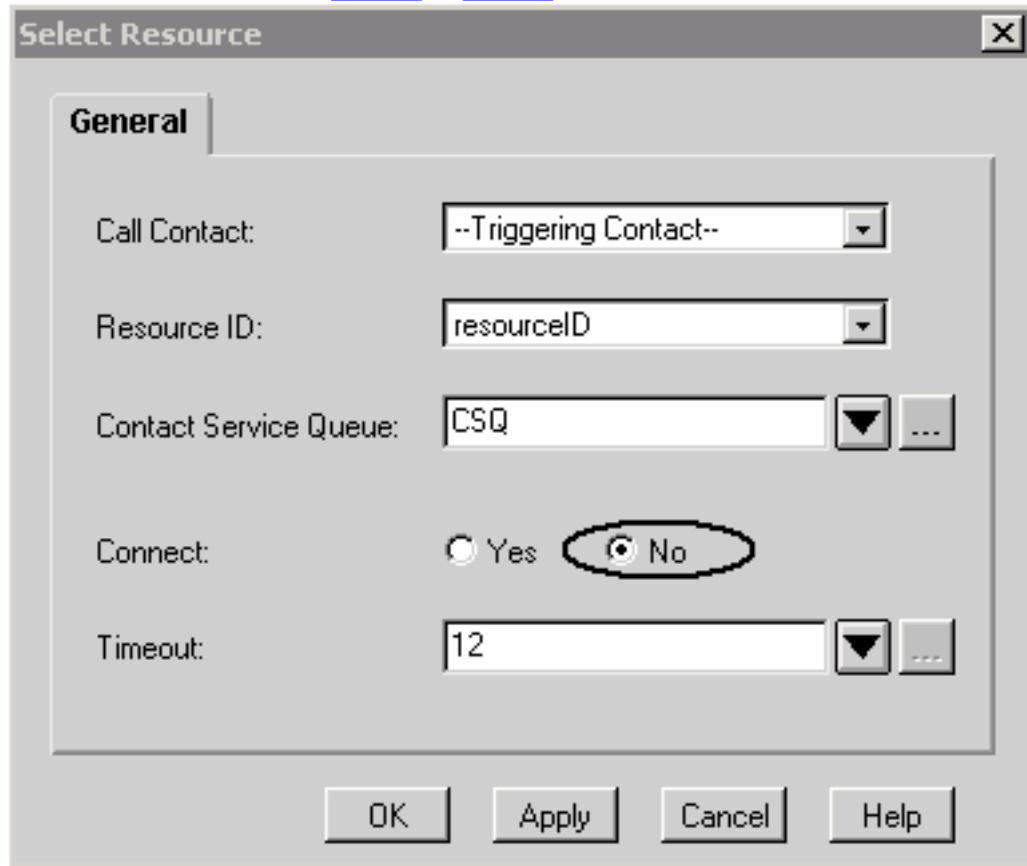 Select Resource
General
Call Contact: --Triggering Contact--
Resource ID: resourceID
Contact Service Queue: CSQ ...
Connect: Yes No
Timeout: 12 ...
OK Apply Cancel Help